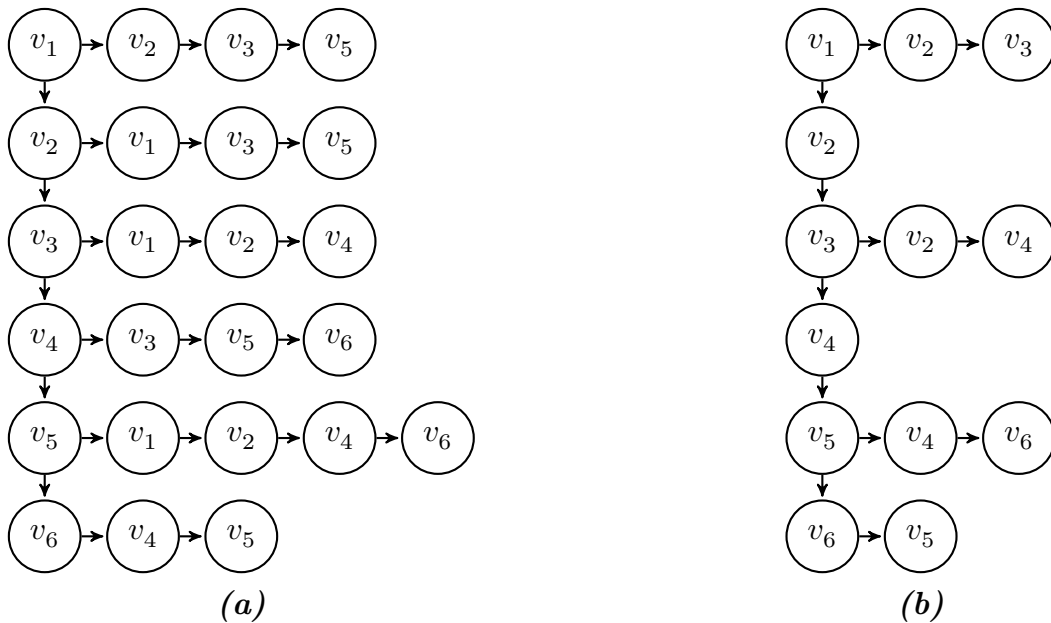 v1 v2 v3 v5 v1 v2 v3
v2 v1 v3 v5 v2
v3 v1 v2 v4 v3 v2 v4
v4 v3 v5 v6 v4
v5 v1 v2 v4 v6 v5 v4 v6
v6 v4 v5 v6 v5
(a) (b)